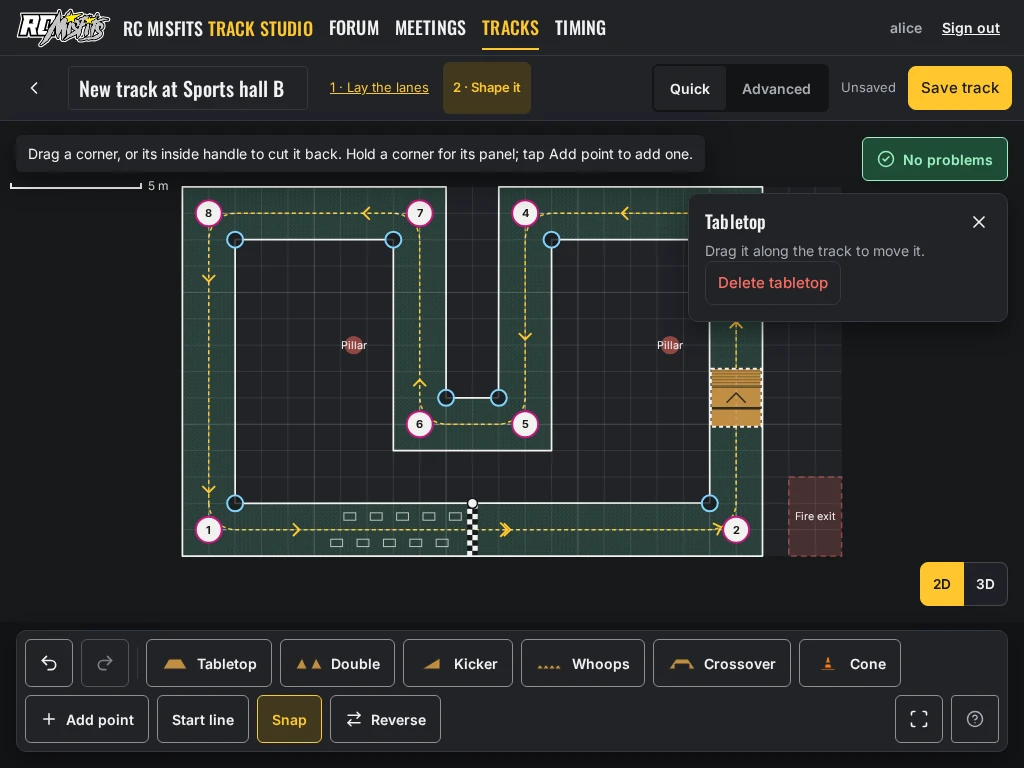 RC Misfits
RC MISFITS TRACK STUDIO FORUM MEETINGS TRACKS TIMING alice Sign out
New track at Sports hall B 1 · Lay the lanes 2 · Shape it Quick Advanced Unsaved Save track
Drag a corner, or its inside handle to cut it back. Hold a corner for its panel; tap Add point to add one.
No problems
5 m
8 7 4
Tabletop
Drag it along the track to move it.
Delete tabletop
Pillar Pillar
6 5
Fire exit
1 2
2D 3D
Tabletop Double Kicker Whoops Crossover Cone
Add point Start line Snap Reverse